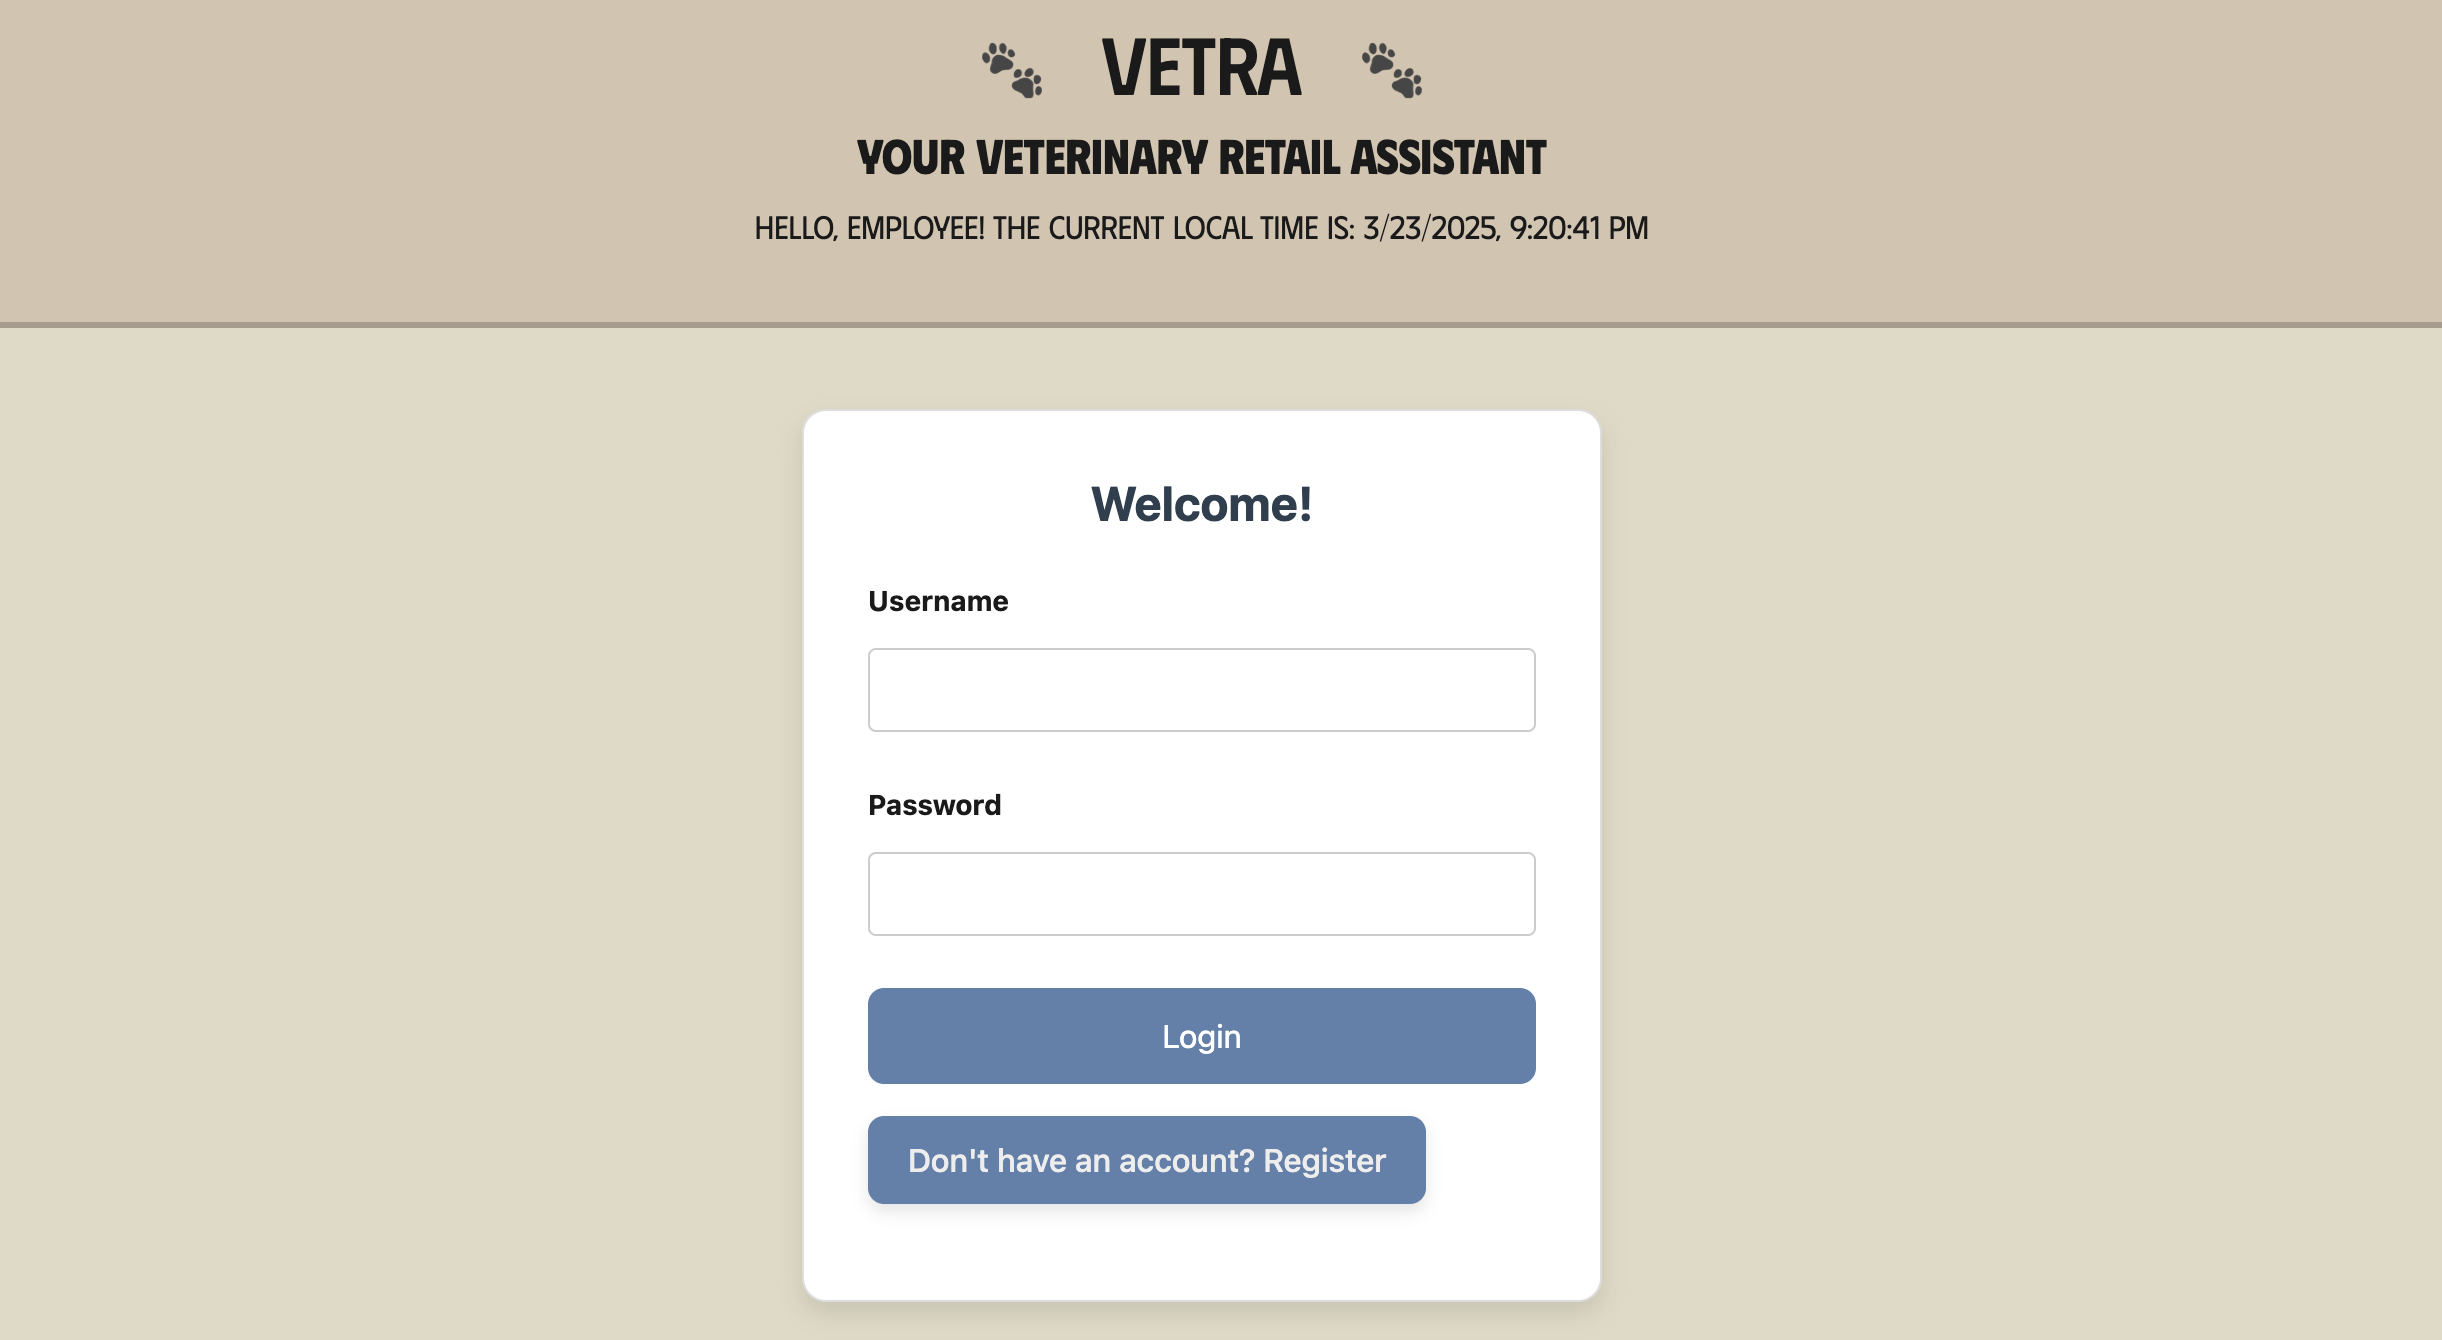 VETRA
YOUR VETERINARY RETAIL ASSISTANT
HELLO, EMPLOYEE! THE CURRENT LOCAL TIME IS: 3/23/2025, 9:20:41 PM
Welcome!
Username
Password
Login
Don't have an account? Register